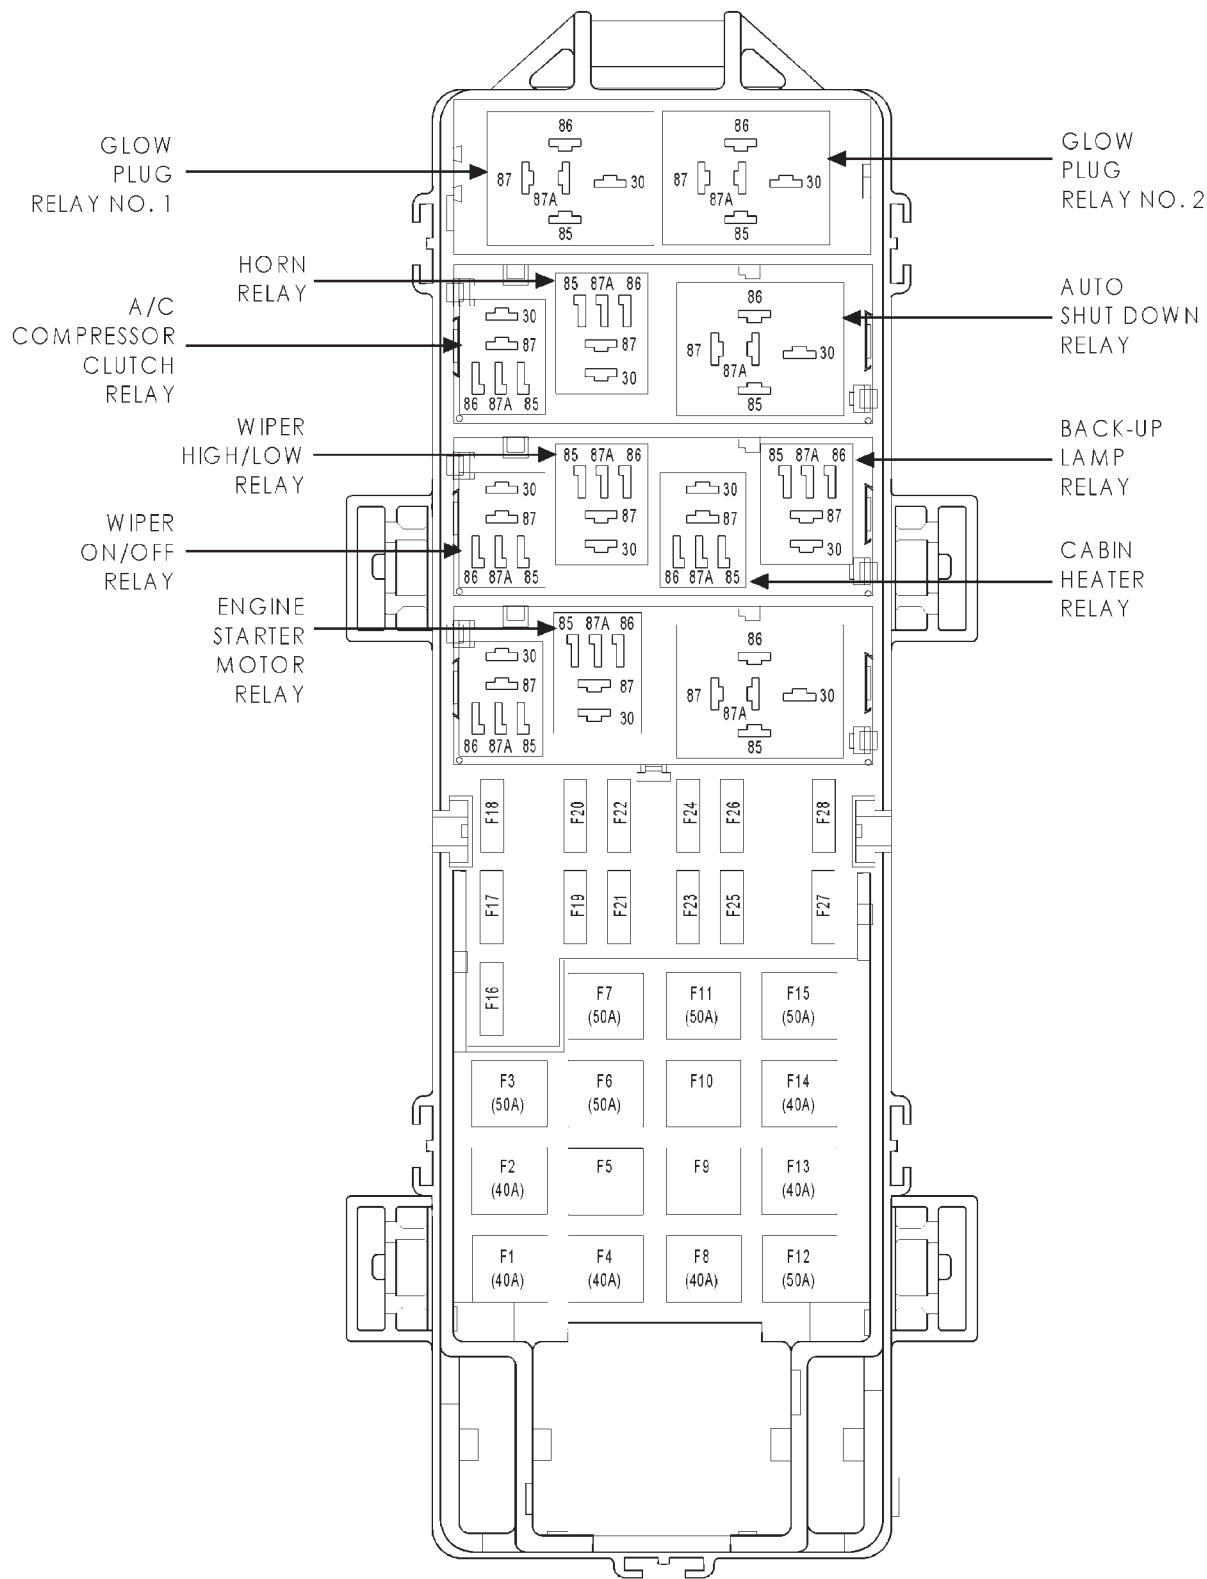 GLOW
PLUG
RELAY NO. 1
86
87
87A
30
85
86
87
87A
30
85
GLOW
PLUG
RELAY NO. 2
HORN
RELAY
A/C
COMPRESSOR
CLUTCH
RELAY
30
87
86 87A 85
85 87A 86
87
30
86
87
87A
30
85
AUTO
SHUT DOWN
RELAY
WIPER
HIGH/LOW
RELAY
WIPER
ON/OFF
RELAY
30
87
86 87A 85
85 87A 86
87
30
30
87
86 87A 85
85 87A 86
87
30
BACK-UP
LAMP
RELAY
CABIN
HEATER
RELAY
ENGINE
STARTER
MOTOR
RELAY
30
87
86 87A 85
85 87A 86
87
30
86
87
87A
30
85
F18 F20 F22 F24 F26 F28
F17 F19 F21 F23 F25 F27
F16
F7
(50A)
F11
(50A)
F15
(50A)
F3
(50A)
F6
(50A)
F10
F14
(40A)
F2
(40A)
F5
F9
F13
(40A)
F1
(40A)
F4
(40A)
F8
(40A)
F12
(50A)